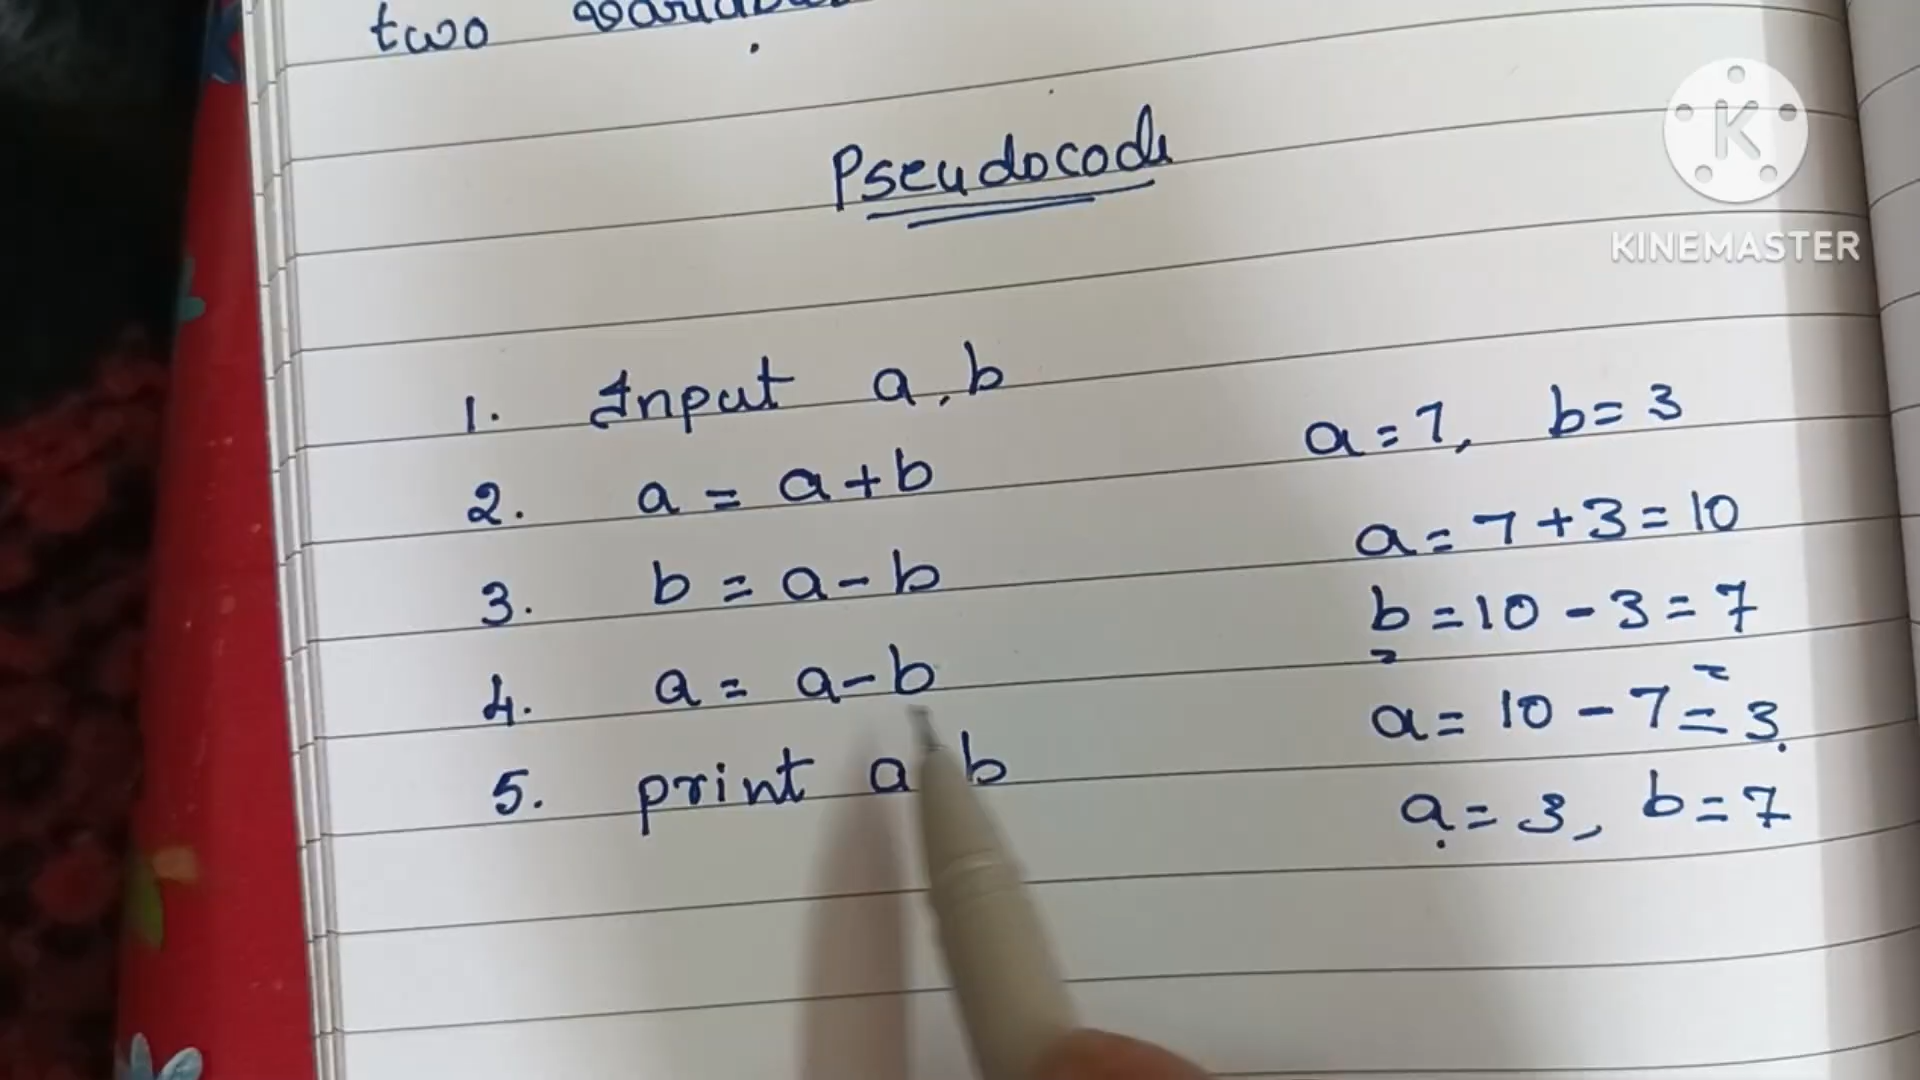 two
Pseudocode
1. Input a, b
2. a = a+b
3. b = a-b
4. a = a-b
5. print a b
a = 7, b = 3
a = 7 + 3 = 10
b = 10 - 3 = 7
a = 10 - 7 = 3.
a = 3, b = 7
K
KINEMASTER